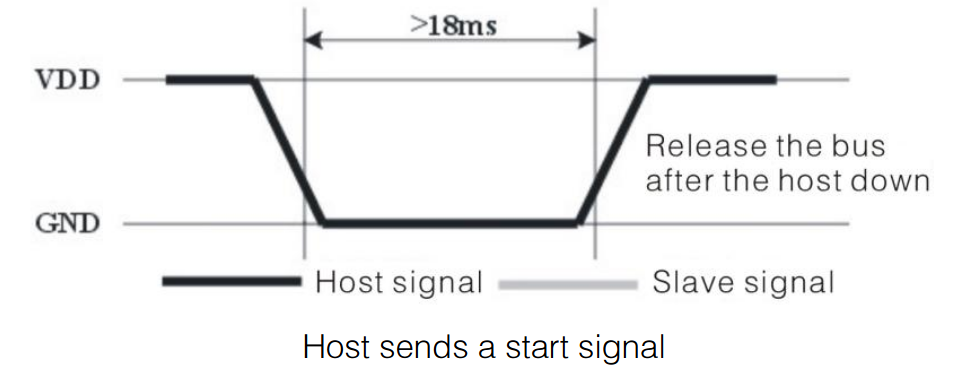 >18ms
VDD
Release the bus
after the host down
GND
Host signal
Slave signal
Host sends a start signal